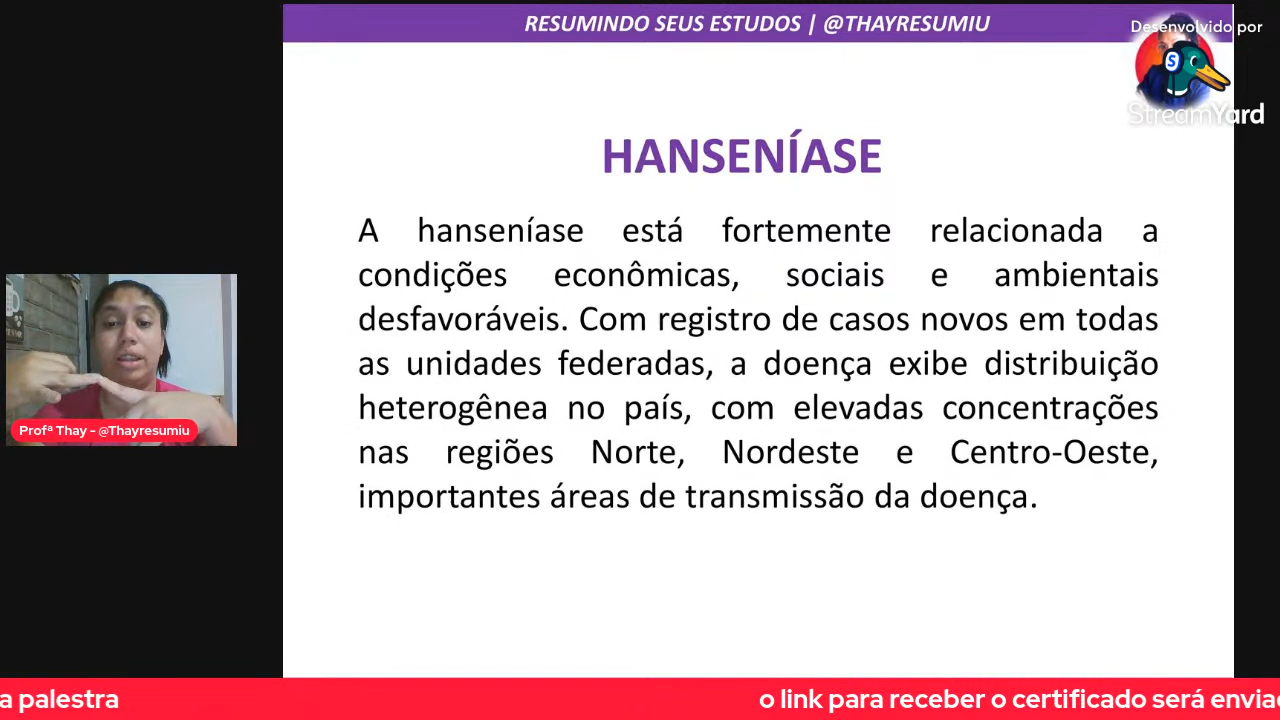 RESUMINDO SEUS ESTUDOS | @THAYRESUMIU
Desenvolvido por
S
StreamYard
HANSENÍASE
A hanseníase está fortemente relacionada a
condições econômicas, sociais e ambientais
desfavoráveis. Com registro de casos novos em todas
as unidades federadas, a doença exibe distribuição
heterogênea no país, com elevadas concentrações
nas regiões Norte, Nordeste e Centro-Oeste,
importantes áreas de transmissão da doença.
Profª Thay - @Thayresumiu
a palestra
o link para receber o certificado será envia